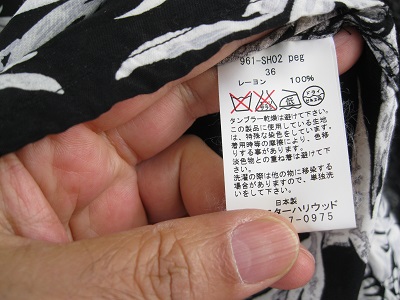 961-SH02 peg
36
レーヨン 100%
タンブラー乾燥は避けて下さい。
この製品に使用している生地
は、特殊な染色をしています。
着用時等の摩擦により、色移
りする事があります。
淡色物との重ね着は避けて下
さい。
洗濯の際は他の物に移染する
場合がありますので、単独洗
いをして下さい。
日本製
ターハリウッド
7-0975